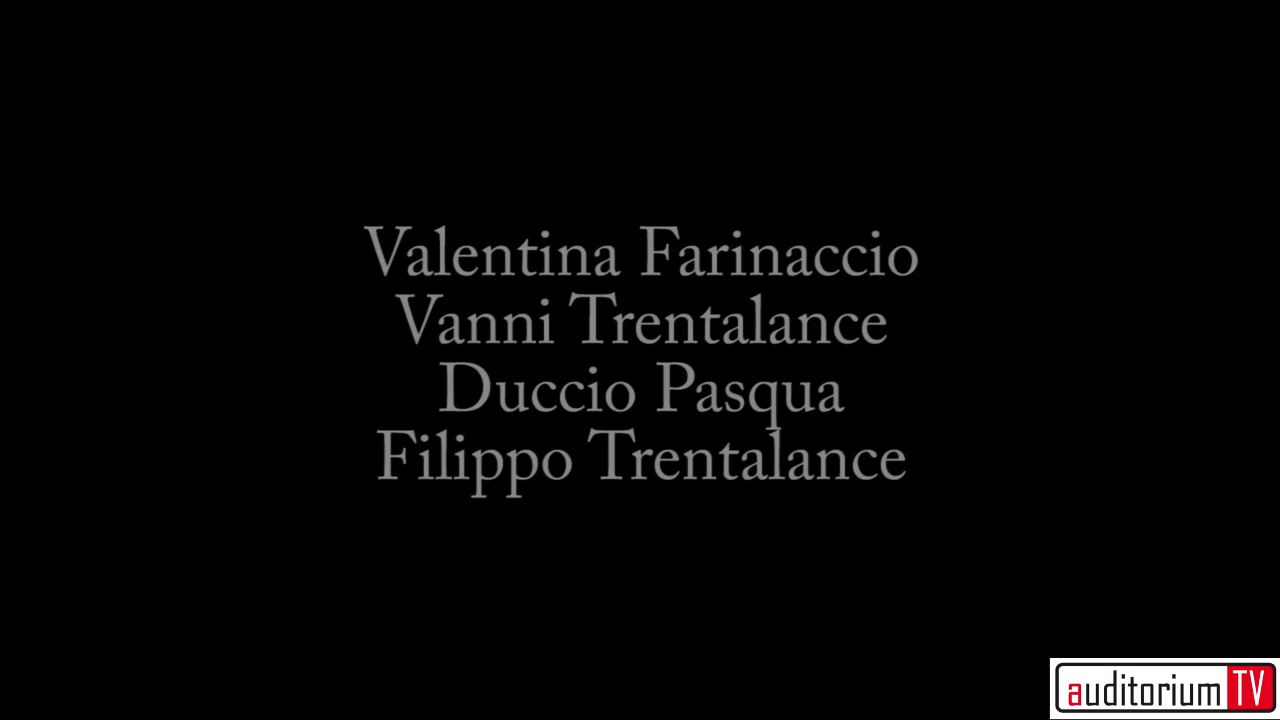 Valentina Farinaccio
Vanni Trentalance
Duccio Pasqua
Filippo Trentalance
auditorium TV